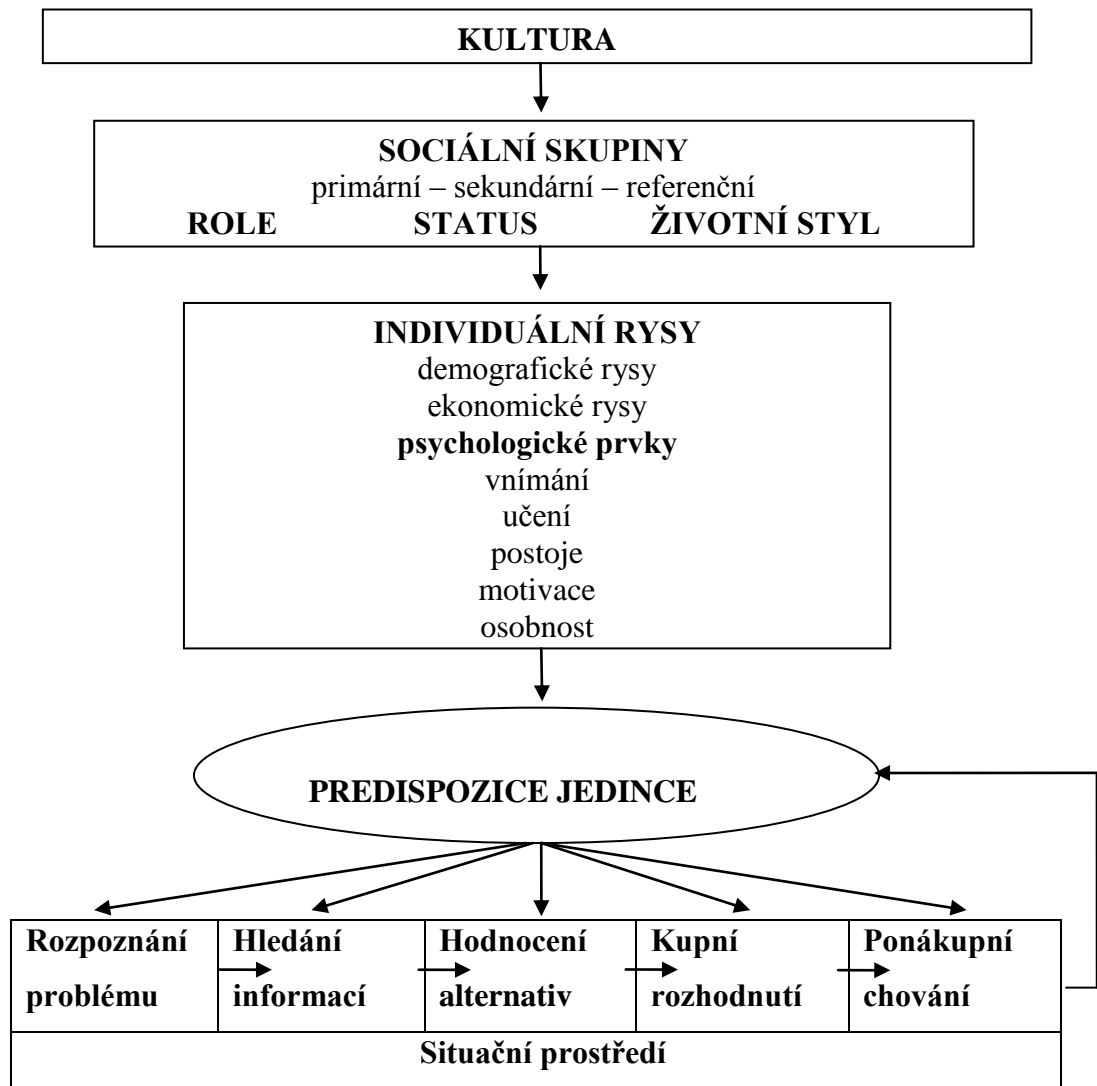 KULTURA
SOCIÁLNÍ SKUPINY
primární – sekundární – referenční
ROLE STATUS ŽIVOTNÍ STYL
INDIVIDUÁLNÍ RYSY
demografické rysy
ekonomické rysy
psychologické prvky
vnímání
učení
postoje
motivace
osobnost
PREDISPOZICE JEDINCE
Rozpoznání
problému
Hledání
informací
Hodnocení
alternativ
Kupní
rozhodnutí
Ponákupní
chování
Situační prostředí